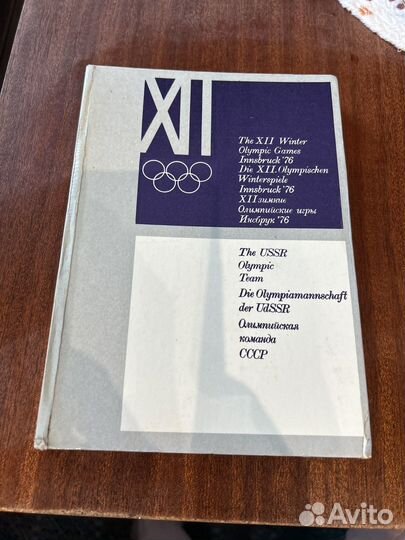 XII
The XII Winter
Olympic Games
Innsbruck '76
Die XII. Olympischen
Winterspiele
Innsbruck '76
XII зимние
Олимпийские игры
Инсбрук '76
The USSR
Olympic
Team
Die Olympiamannschaft
der UdSSR
Олимпийская
команда
СССР
Avito